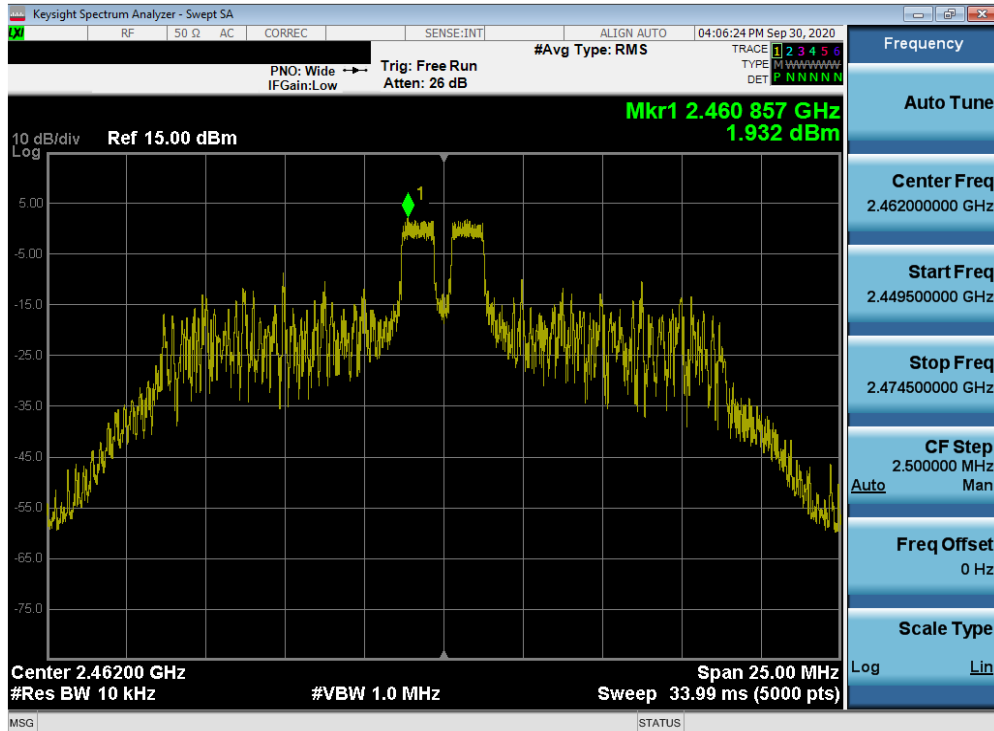 Keysight Spectrum Analyzer - Swept SA
LXI RF 50 Ω AC CORREC SENSE:INT ALIGN AUTO 04:06:24 PM Sep 30, 2020
#Avg Type: RMS TRACE 1 2 3 4 5 6
PNO: Wide Trig: Free Run TYPE M WWWWW
IFGain:Low Atten: 26 dB DET P N N N N N
Mkr1 2.460 857 GHz
1.932 dBm
10 dB/div Ref 15.00 dBm
Log
1
5.00
-5.00
-15.0
-25.0
-35.0
-45.0
-55.0
-65.0
-75.0
Center 2.46200 GHz Span 25.00 MHz
#Res BW 10 kHz #VBW 1.0 MHz Sweep 33.99 ms (5000 pts)
MSG STATUS
Frequency
Auto Tune
Center Freq
2.462000000 GHz
Start Freq
2.449500000 GHz
Stop Freq
2.474500000 GHz
CF Step
2.500000 MHz
Auto Man
Freq Offset
0 Hz
Scale Type
Log Lin